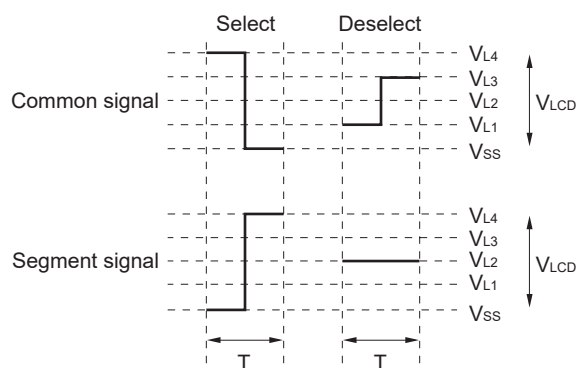 Select Deselect
Common signal
VL4
VL3
VL2
VL1
VSS
VLCD
Segment signal
VL4
VL3
VL2
VL1
VSS
VLCD
T T